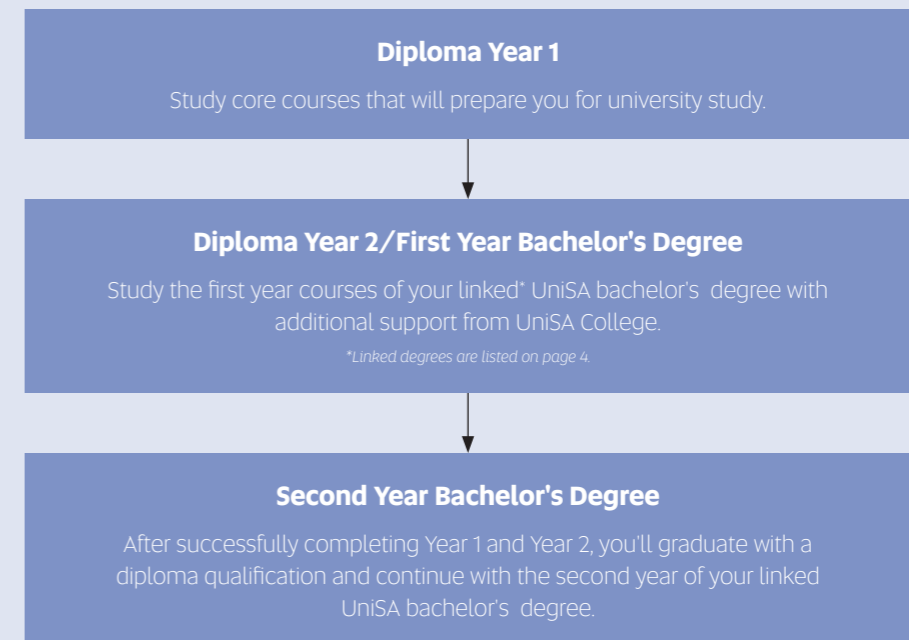 Diploma Year 1
Study core courses that will prepare you for university study.
Diploma Year 2/First Year Bachelor's Degree
Study the first year courses of your linked* UniSA bachelor's degree with
additional support from UniSA College.
*Linked degrees are listed on page 4.
Second Year Bachelor's Degree
After successfully completing Year 1 and Year 2, you'll graduate with a
diploma qualification and continue with the second year of your linked
UniSA bachelor's degree.